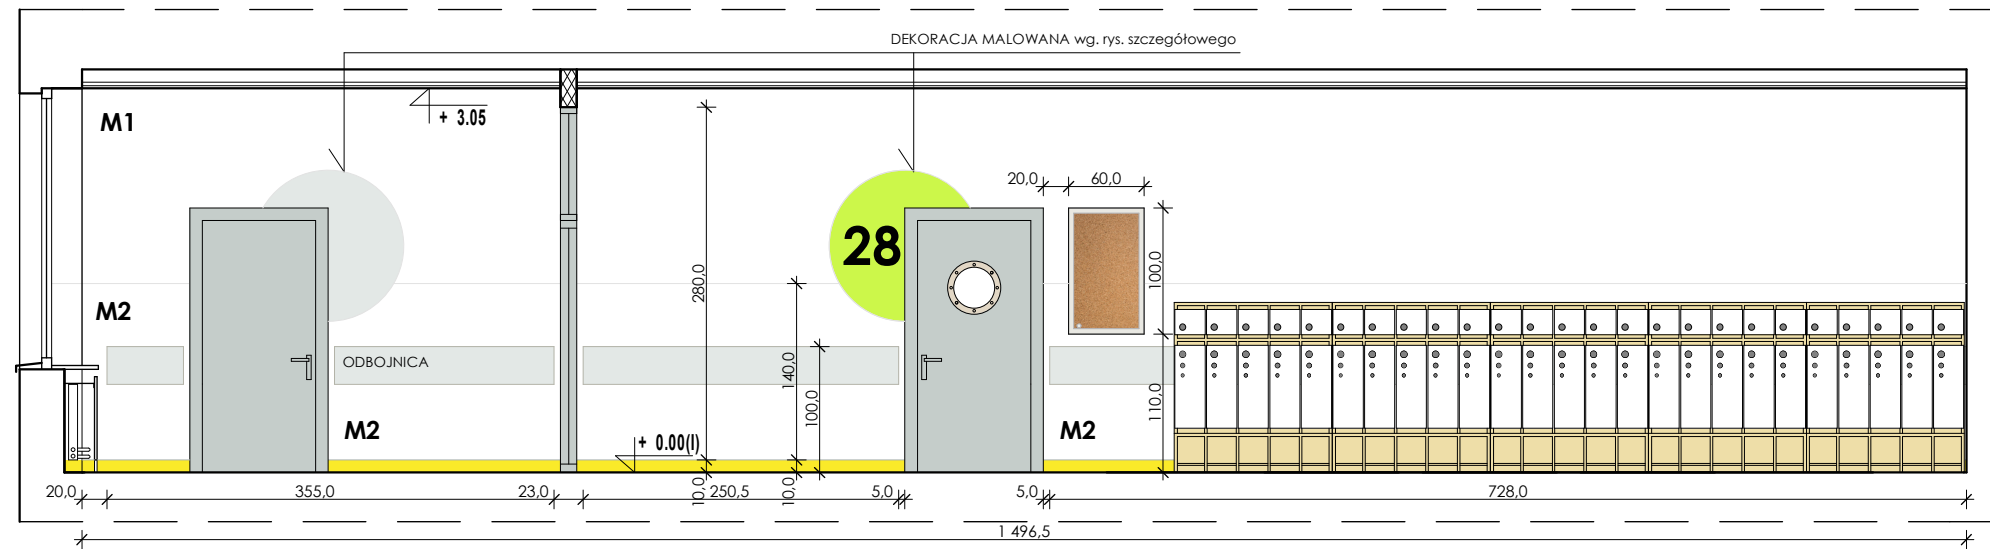 DEKORACJA MALOWANA wg. rys. szczegółowego
M1
+ 3.05
20,0
60,0
28
280,0
100,0
M2
ODBOJNICA
140,0
100,0
110,0
M2
+ 0.00(I)
M2
20,0
355,0
23,0
10,0
250,5
10,0
5,0
5,0
728,0
1 496,5